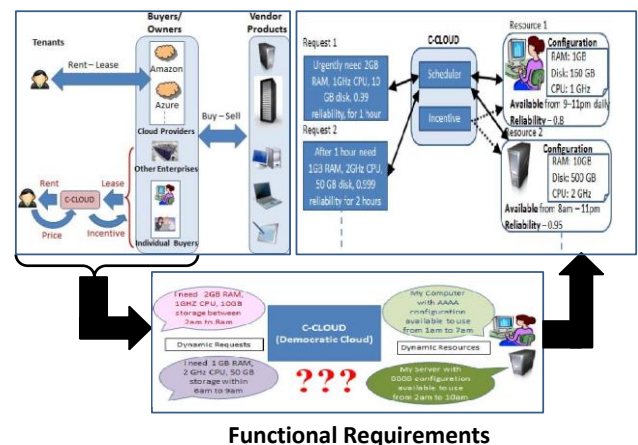 Tenants
Buyers/
Owners
Vendor
Products
Rent – Lease
Amazon
Azure
Cloud Providers
Buy – Sell
Other Enterprises
Rent
C-CLOUD
Lease
Price
Incentive
Individual Buyers
Request 1
Urgently need 2GB
RAM, 1GHz CPU, 10
GB disk, 0.99
reliability, for 1 hour
Request 2
After 1 hour need
1GB RAM, 2GHz CPU,
50 GB disk, 0.999
reliability for 2 hours
C-CLOUD
Scheduler
Incentive
Resource 1
Configuration
RAM: 1GB
Disk: 150 GB
CPU: 1 GHz
Available from 9–11pm daily
Reliability – 0.8
Resource 2
Configuration
RAM: 10GB
Disk: 500 GB
CPU: 2 GHz
Available from 8am – 11pm
Reliability – 0.95
I need 2GB RAM,
1GHZ CPU, 10GB
storage between
2am to 8am
Dynamic Requests
I need 1 GB RAM,
2 GHz CPU, 50 GB
storage within
6am to 9am
C-CLOUD
(Democratic Cloud)
???
My Computer
with AAAA
configuration
available to use
from 1am to 7am
Dynamic Resources
My Server with
configuration
available to use
from 2am to 10am
Functional Requirements